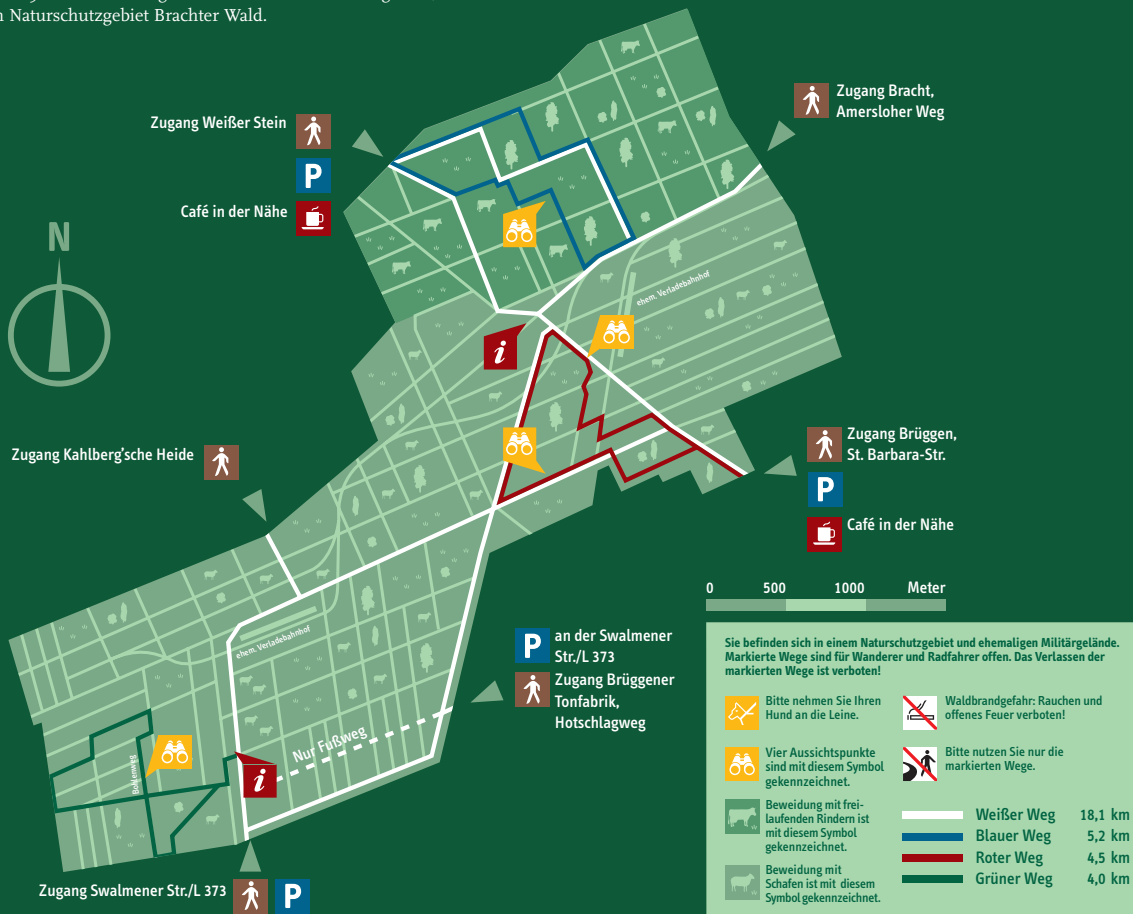 n Naturschutzgebiet Brachter Wald.
Zugang Bracht,
Amersloher Weg
Zugang Weißer Stein
P
Café in der Nähe
N
ehem. Verladebahnhof
i
Zugang Kahlberg'sche Heide
Zugang Brüggen,
St. Barbara-Str.
P
Café in der Nähe
0 500 1000 Meter
ehem. Verladebahnhof
P an der Swalmener
Str./L 373
Zugang Brüggener
Tonfabrik,
Hotschlagweg
Nur Fußweg
Bohlenweg
i
Zugang Swalmener Str./L 373 P
Sie befinden sich in einem Naturschutzgebiet und ehemaligen Militärgelände.
Markierte Wege sind für Wanderer und Radfahrer offen. Das Verlassen der
markierten Wege ist verboten!
Bitte nehmen Sie Ihren
Hund an die Leine.
Waldbrandgefahr: Rauchen und
offenes Feuer verboten!
Vier Aussichtspunkte
sind mit diesem Symbol
gekennzeichnet.
Bitte nutzen Sie nur die
markierten Wege.
Beweidung mit frei-
laufenden Rindern ist
mit diesem Symbol
gekennzeichnet.
Beweidung mit
Schafen ist mit diesem
Symbol gekennzeichnet.
Weißer Weg 18,1 km
Blauer Weg 5,2 km
Roter Weg 4,5 km
Grüner Weg 4,0 km